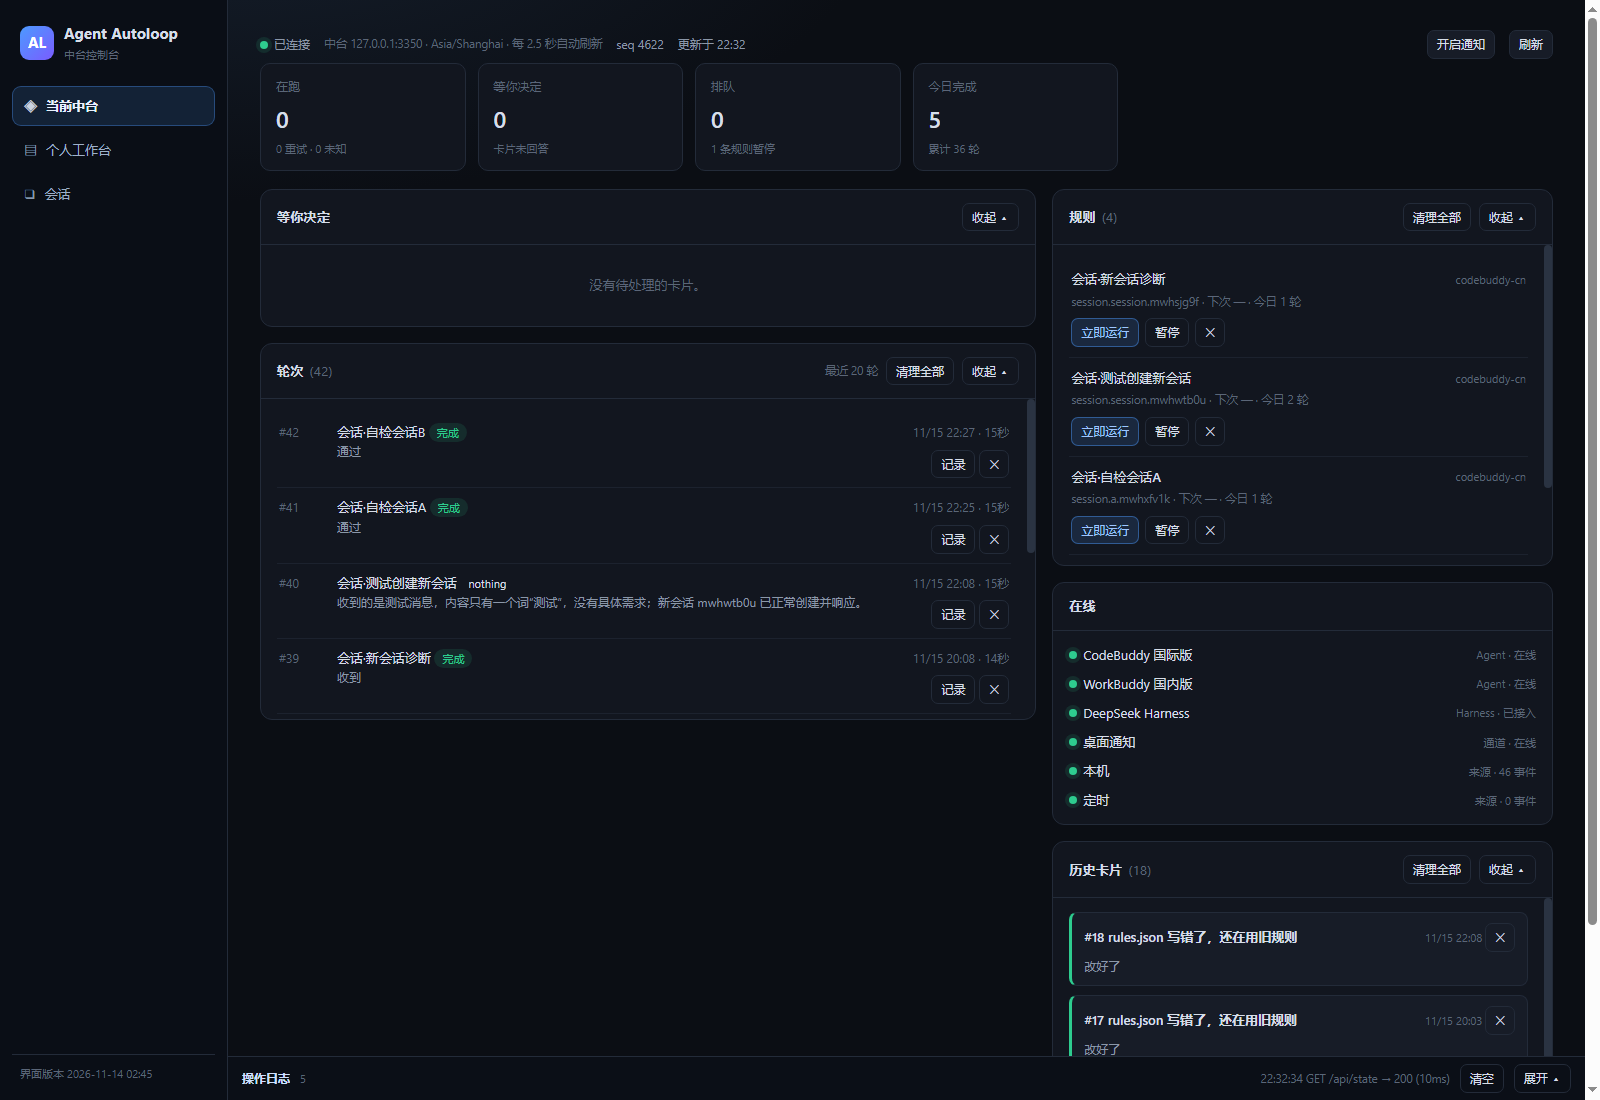 AL
Agent Autoloop
中台控制台
当前中台
个人工作台
会话
界面版本 2026-11-14 02:45
已连接 中台 127.0.0.1:3350 · Asia/Shanghai · 每 2.5 秒自动刷新 seq 4622 更新于 22:32
开启通知 刷新
在跑
0
0 重试 · 0 未知
等你决定
0
卡片未回答
排队
0
1 条规则暂停
今日完成
5
累计 36 轮
等你决定 收起
没有待处理的卡片。
轮次 (42) 最近 20 轮 清理全部 收起
#42 会话·自检会话B 完成 11/15 22:27 · 15秒
通过
记录 ×
#41 会话·自检会话A 完成 11/15 22:25 · 15秒
通过
记录 ×
#40 会话·测试创建新会话 nothing 11/15 22:08 · 15秒
收到的是测试消息，内容只有一个词“测试”，没有具体需求；新会话 mwhwtb0u 已正常创建并响应。
记录 ×
#39 会话·新会话诊断 完成 11/15 20:08 · 14秒
收到
记录 ×
规则 (4) 清理全部 收起
会话·新会话诊断 codebuddy-cn
session.session.mwhsjg9f · 下次 — · 今日 1 轮
立即运行 暂停 ×
会话·测试创建新会话 codebuddy-cn
session.session.mwhwtb0u · 下次 — · 今日 2 轮
立即运行 暂停 ×
会话·自检会话A codebuddy-cn
session.a.mwhxfv1k · 下次 — · 今日 1 轮
立即运行 暂停 ×
在线
CodeBuddy 国际版 Agent · 在线
WorkBuddy 国内版 Agent · 在线
DeepSeek Harness Harness · 已接入
桌面通知 通道 · 在线
本机 来源 · 46 事件
定时 来源 · 0 事件
历史卡片 (18) 清理全部 收起
#18 rules.json 写错了，还在用旧规则 11/15 22:08 ×
改好了
#17 rules.json 写错了，还在用旧规则 11/15 20:03 ×
改好了
操作日志 5 22:32:34 GET /api/state → 200 (10ms) 清空 展开